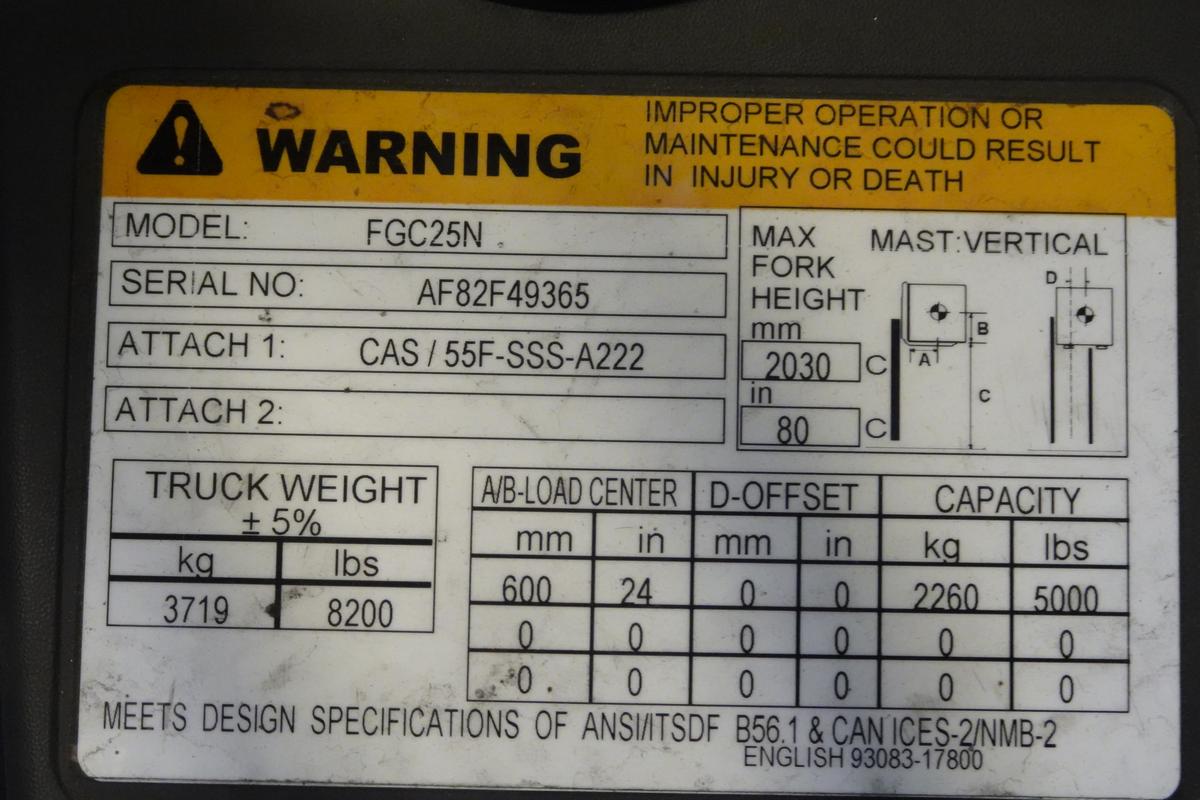 WARNING
IMPROPER OPERATION OR
MAINTENANCE COULD RESULT
IN INJURY OR DEATH
MODEL: FGC25N
SERIAL NO: AF82F49365
ATTACH 1: CAS / 55F-SSS-A222
ATTACH 2:
MAX MAST:VERTICAL
FORK
HEIGHT
mm
2030 C
in
80 C
D
B
A
C
TRUCK WEIGHT
± 5%
kg lbs
3719 8200
A/B-LOAD CENTER D-OFFSET CAPACITY
mm in mm in kg lbs
600 24 0 0 2260 5000
0 0 0 0 0 0
0 0 0 0 0 0
MEETS DESIGN SPECIFICATIONS OF ANSI/ITSDF B56.1 & CAN ICES-2/NMB-2
ENGLISH 93083-17800